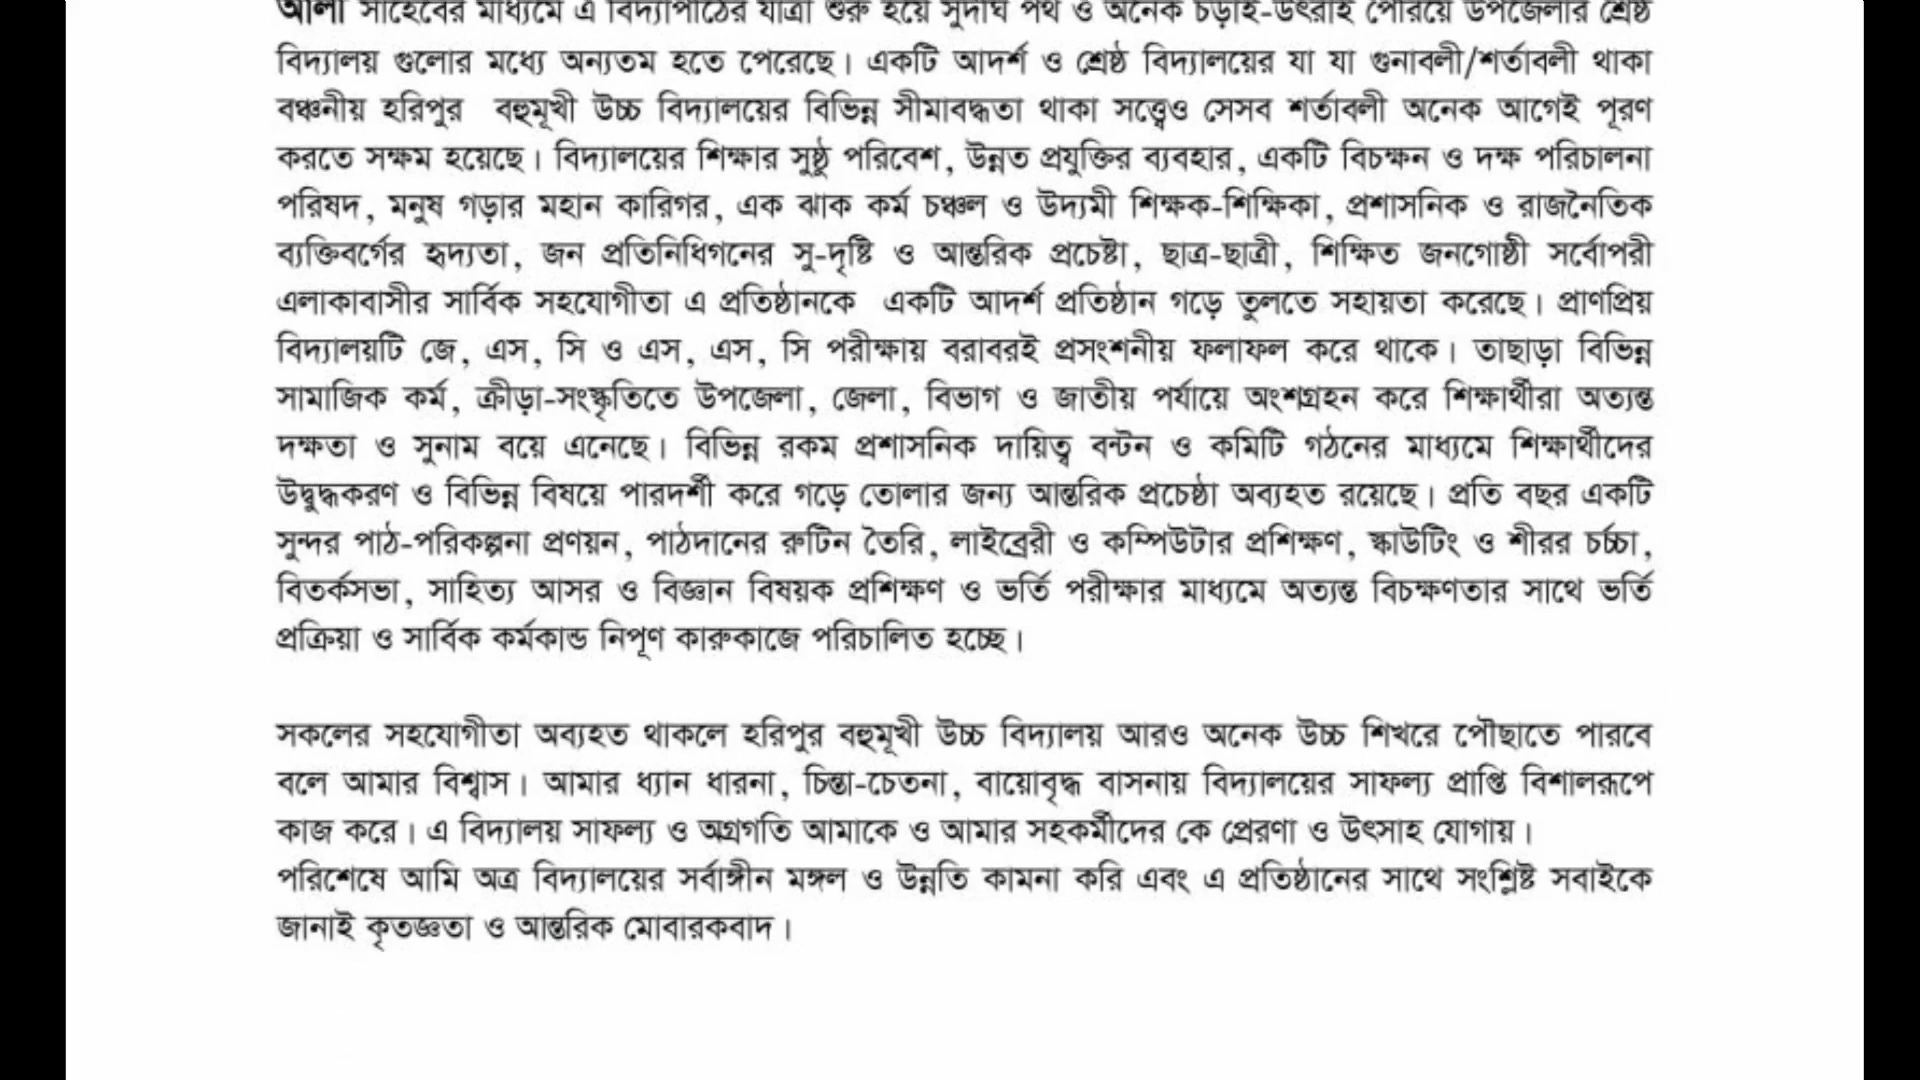 আলী সাহেবের মাধ্যমে এ বিদ্যাপীঠের যাত্রা শুরু হয়ে সুদীর্ঘ পথ ও অনেক চড়াই-উৎরাই পেরিয়ে উপজেলার শ্রেষ্ঠ
বিদ্যালয় গুলোর মধ্যে অন্যতম হতে পেরেছে। একটি আদর্শ ও শ্রেষ্ঠ বিদ্যালয়ের যা যা গুনাবলী/শর্তাবলী থাকা
বঞ্চনীয় হরিপুর বহুমূখী উচ্চ বিদ্যালয়ের বিভিন্ন সীমাবদ্ধতা থাকা সত্ত্বেও সেসব শর্তাবলী অনেক আগেই পূরণ
করতে সক্ষম হয়েছে। বিদ্যালয়ের শিক্ষার সুষ্ঠু পরিবেশ, উন্নত প্রযুক্তির ব্যবহার, একটি বিচক্ষন ও দক্ষ পরিচালনা
পরিষদ, মনুষ গড়ার মহান কারিগর, এক ঝাক কর্ম চঞ্চল ও উদ্যমী শিক্ষক-শিক্ষিকা, প্রশাসনিক ও রাজনৈতিক
ব্যক্তিবর্গের হৃদ্যতা, জন প্রতিনিধিগনের সু-দৃষ্টি ও আন্তরিক প্রচেষ্টা, ছাত্র-ছাত্রী, শিক্ষিত জনগোষ্ঠী সর্বোপরী
এলাকাবাসীর সার্বিক সহযোগীতা এ প্রতিষ্ঠানকে একটি আদর্শ প্রতিষ্ঠান গড়ে তুলতে সহায়তা করেছে। প্রাণপ্রিয়
বিদ্যালয়টি জে, এস, সি ও এস, এস, সি পরীক্ষায় বরাবরই প্রসংশনীয় ফলাফল করে থাকে। তাছাড়া বিভিন্ন
সামাজিক কর্ম, ক্রীড়া-সংস্কৃতিতে উপজেলা, জেলা, বিভাগ ও জাতীয় পর্যায়ে অংশগ্রহন করে শিক্ষার্থীরা অত্যন্ত
দক্ষতা ও সুনাম বয়ে এনেছে। বিভিন্ন রকম প্রশাসনিক দায়িত্ব বন্টন ও কমিটি গঠনের মাধ্যমে শিক্ষার্থীদের
উদ্বুদ্ধকরণ ও বিভিন্ন বিষয়ে পারদর্শী করে গড়ে তোলার জন্য আন্তরিক প্রচেষ্ঠা অব্যহত রয়েছে। প্রতি বছর একটি
সুন্দর পাঠ-পরিকল্পনা প্রণয়ন, পাঠদানের রুটিন তৈরি, লাইব্রেরী ও কম্পিউটার প্রশিক্ষণ, স্কাউটিং ও শীরর চর্চ্চা,
বিতর্কসভা, সাহিত্য আসর ও বিজ্ঞান বিষয়ক প্রশিক্ষণ ও ভর্তি পরীক্ষার মাধ্যমে অত্যন্ত বিচক্ষণতার সাথে ভর্তি
প্রক্রিয়া ও সার্বিক কর্মকান্ড নিপূণ কারুকাজে পরিচালিত হচ্ছে।
সকলের সহযোগীতা অব্যহত থাকলে হরিপুর বহুমূখী উচ্চ বিদ্যালয় আরও অনেক উচ্চ শিখরে পৌছাতে পারবে
বলে আমার বিশ্বাস। আমার ধ্যান ধারনা, চিন্তা-চেতনা, বায়োবৃদ্ধ বাসনায় বিদ্যালয়ের সাফল্য প্রাপ্তি বিশালরূপে
কাজ করে। এ বিদ্যালয় সাফল্য ও অগ্রগতি আমাকে ও আমার সহকর্মীদের কে প্রেরণা ও উৎসাহ যোগায়।
পরিশেষে আমি অত্র বিদ্যালয়ের সর্বাঙ্গীন মঙ্গল ও উন্নতি কামনা করি এবং এ প্রতিষ্ঠানের সাথে সংশ্লিষ্ট সবাইকে
জানাই কৃতজ্ঞতা ও আন্তরিক মোবারকবাদ।